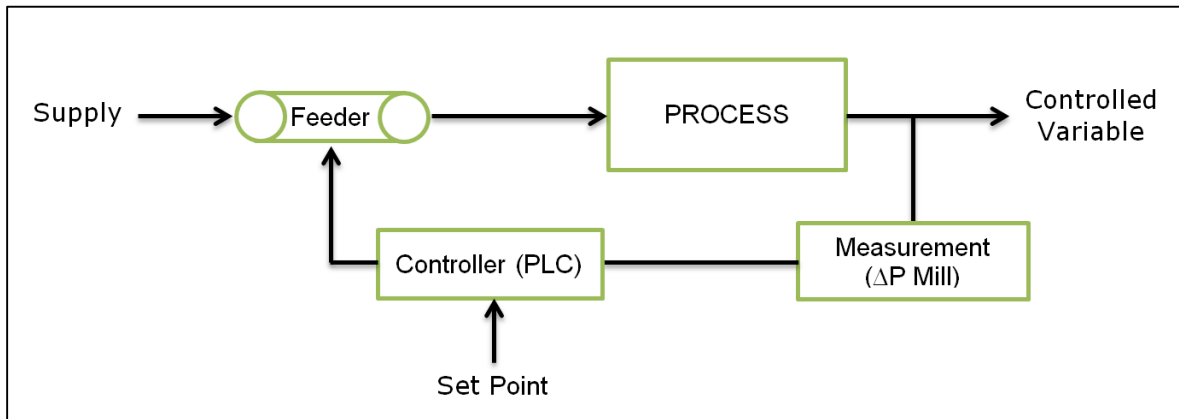 Supply
Feeder
PROCESS
Controlled
Variable
Controller (PLC)
Measurement
(ΔP Mill)
Set Point